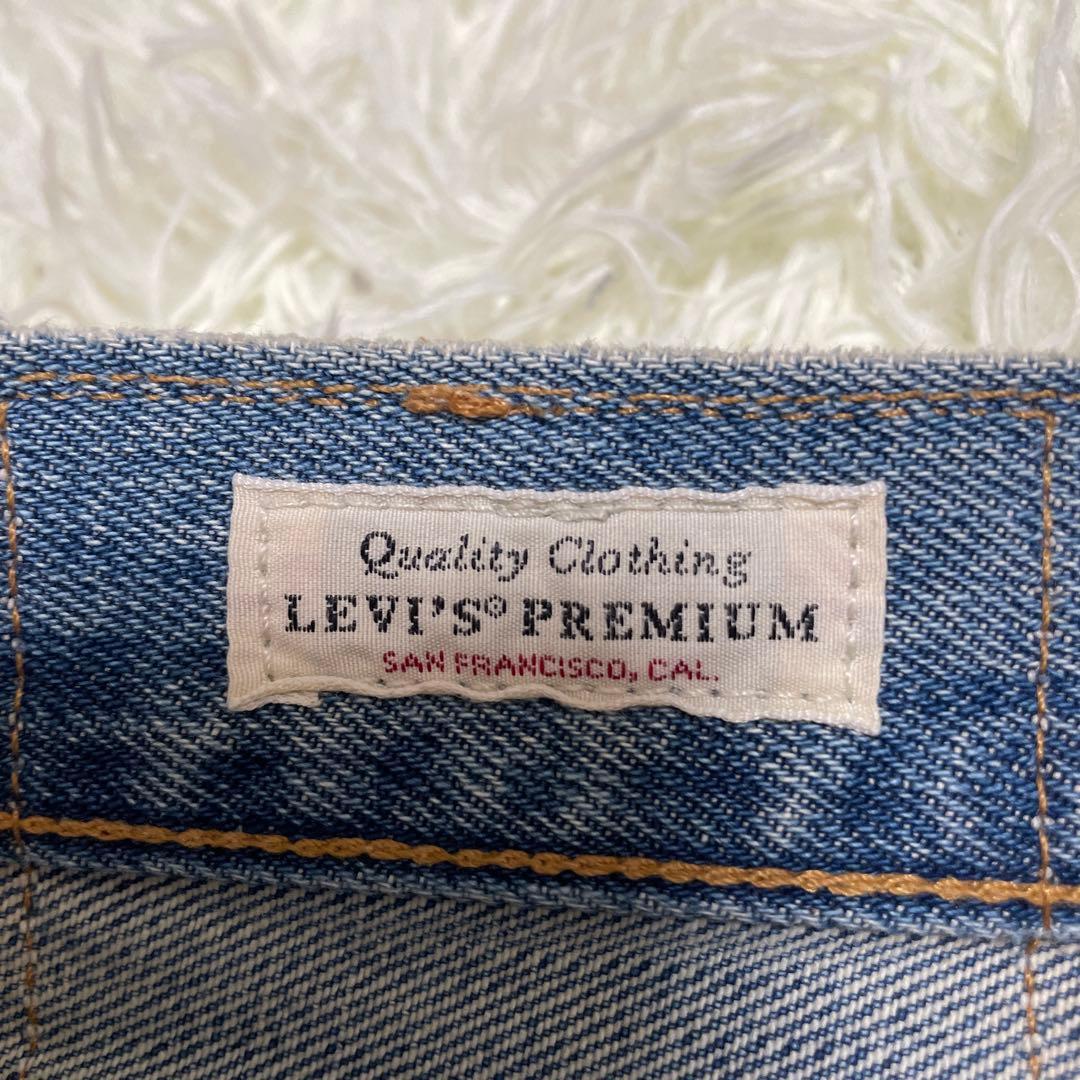 Quality Clothing
LEVI'S® PREMIUM
SAN FRANCISCO, CAL.